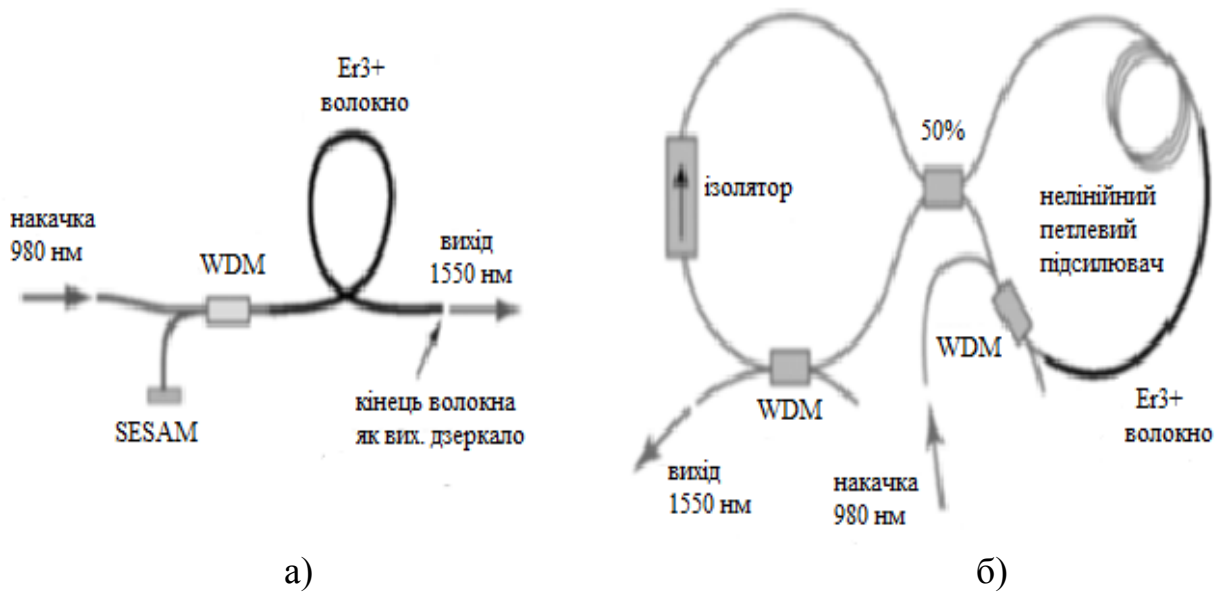 Er3+
волокно
накачка
980 нм
WDM
вихід
1550 нм
SESAM
кінець волокна
як вих. дзеркало
50%
ізолятор
нелінійний
петлевий
підсилювач
WDM
WDM
Er3+
волокно
вихід
1550 нм
накачка
980 нм
а)
б)